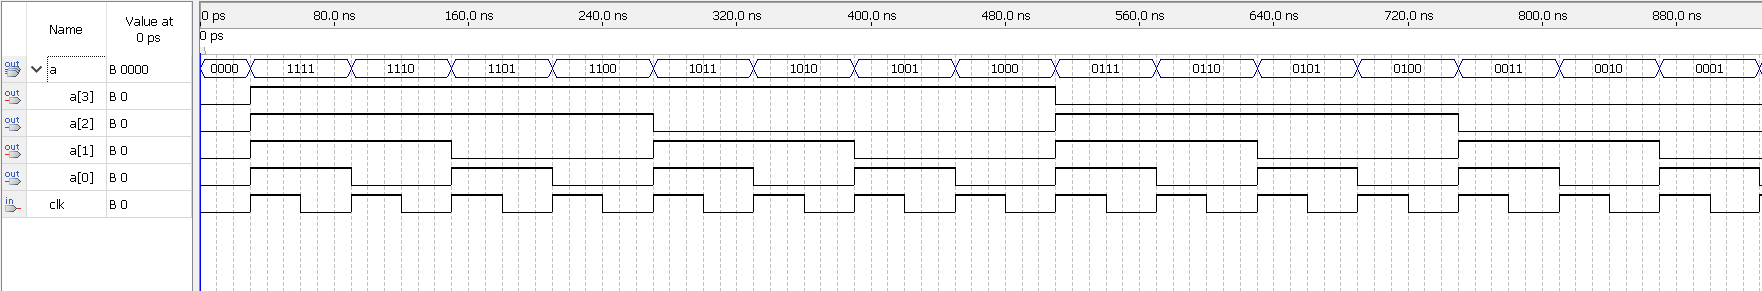 Name Value at 0 ps
0 ps 80.0 ns 160.0 ns 240.0 ns 320.0 ns 400.0 ns 480.0 ns 560.0 ns 640.0 ns 720.0 ns 800.0 ns 880.0 ns
0 ps
out a B 0000 0000 1111 1110 1101 1100 1011 1010 1001 1000 0111 0110 0101 0100 0011 0010 0001
out a[3] B 0
out a[2] B 0
out a[1] B 0
out a[0] B 0
in clk B 0